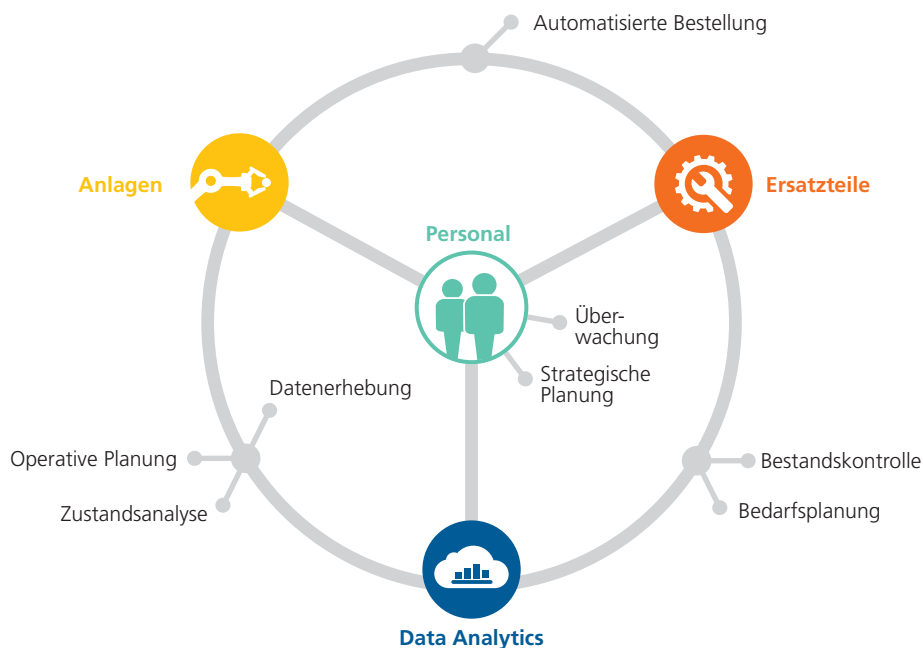 Automatisierte Bestellung
Anlagen
Ersatzteile
Personal
Über-
wachung
Strategische
Planung
Datenerhebung
Operative Planung
Zustandsanalyse
Bestandskontrolle
Bedarfsplanung
Data Analytics